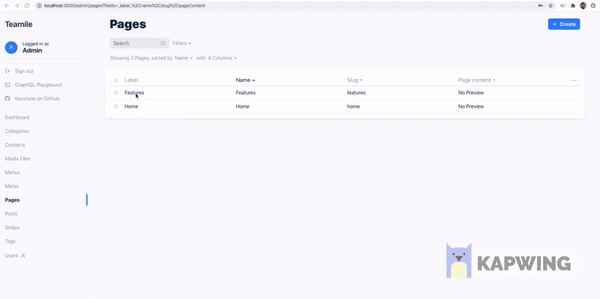 localhost:3000/admin/pages?fields=_label_%2Cname%2Cslug%2CpageContent
Teamile
Logged in as
Admin
Sign out
GraphQL Playground
Keystone on GitHub
Dashboard
Categories
Contacts
Media Files
Menus
Metas
Pages
Posts
Smtps
Tags
Users
Pages
+ Create
Search
Filters
Showing 2 Pages, sorted by Name with 4 Columns
Label Name Slug Page content
Features Features features No Preview
Home Home home No Preview
KAPWING